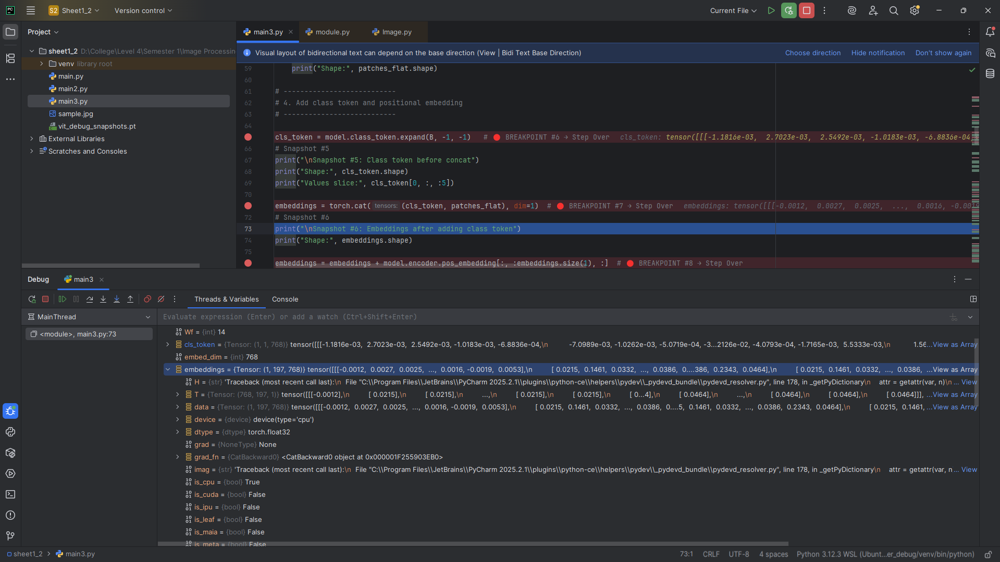 PC
S2 Sheet1_2
Version control
Current File
Project
main3.py
module.py
Image.py
Visual layout of bidirectional text can depend on the base direction (View | Bidi Text Base Direction)
Choose direction
Hide notification
Don't show again
sheet1_2 D:\College\Level 4\Semester 1\Image Processin
venv library root
main.py
main2.py
main3.py
sample.jpg
vit_debug_snapshots.pt
External Libraries
Scratches and Consoles
59 print("Shape:", patches_flat.shape)
60
61 # ---------------------------
62 # 4. Add class token and positional embedding
63 # ---------------------------
64
cls_token = model.class_token.expand(B, -1, -1) # 🔴 BREAKPOINT #6 → Step Over cls_token: tensor([[[-1.1816e-03, 2.7023e-03, 2.5492e-03, -1.0183e-03, -6.8836e-04,
66 # Snapshot #5
67 print("\nSnapshot #5: Class token before concat")
68 print("Shape:", cls_token.shape)
69 print("Values slice:", cls_token[0, :, :5])
70
embeddings = torch.cat( tensors: (cls_token, patches_flat), dim=1) # 🔴 BREAKPOINT #7 → Step Over embeddings: tensor([[[-0.0012, 0.0027, 0.0025, ..., 0.0016, -0.0019
72 # Snapshot #6
73 print("\nSnapshot #6: Embeddings after adding class token")
74 print("Shape:", embeddings.shape)
75
embeddings = embeddings + model.encoder.pos_embedding[:, :embeddings.size(1), :] # 🔴 BREAKPOINT #8 → Step Over
Debug
main3
Threads & Variables
Console
MainThread
Evaluate expression (Enter) or add a watch (Ctrl+Shift+Enter)
<module>, main3.py:73
Wf = {int} 14
cls_token = {Tensor: (1, 1, 768)} tensor([[[-1.1816e-03, 2.7023e-03, 2.5492e-03, -1.0183e-03, -6.8836e-04,\n -7.0989e-03, -1.0262e-03, -5.0719e-04, -3...2126e-02, -4.0793e-04, -1.7165e-03, 5.5333e-03,\n 1.56...View as Array
embed_dim = {int} 768
embeddings = {Tensor: (1, 197, 768)} tensor([[[-0.0012, 0.0027, 0.0025, ..., 0.0016, -0.0019, 0.0053],\n [ 0.0215, 0.1461, 0.0332, ..., 0.0386, 0....386, 0.2343, 0.0464],\n [ 0.0215, 0.1461, 0.0332, ..., 0.0386, ...View as Array
H = {str} 'Traceback (most recent call last):\n File "C:\\Program Files\\JetBrains\\PyCharm 2025.2.1\\plugins\\python-ce\\helpers\\pydev\\_pydevd_bundle\\pydevd_resolver.py", line 178, in _getPyDictionary\n attr = getattr(var, n)\n ... View
T = {Tensor: (768, 197, 1)} tensor([[[-0.0012],\n [ 0.0215],\n [ 0.0215],\n ...,\n [ 0.0215],\n [ 0.0215],\n [ 0...4],\n [ 0.0464],\n ...,\n [ 0.0464],\n [ 0.0464],\n [ 0.0464]]], ...View as Array
data = {Tensor: (1, 197, 768)} tensor([[[-0.0012, 0.0027, 0.0025, ..., 0.0016, -0.0019, 0.0053],\n [ 0.0215, 0.1461, 0.0332, ..., 0.0386, 0....5, 0.1461, 0.0332, ..., 0.0386, 0.2343, 0.0464],\n [ 0.0215, 0.1461, ...View as Array
device = {device} device(type='cpu')
dtype = {dtype} torch.float32
grad = {NoneType} None
grad_fn = {CatBackward0} <CatBackward0 object at 0x000001F255903EB0>
imag = {str} 'Traceback (most recent call last):\n File "C:\\Program Files\\JetBrains\\PyCharm 2025.2.1\\plugins\\python-ce\\helpers\\pydev\\_pydevd_bundle\\pydevd_resolver.py", line 178, in _getPyDictionary\n attr = getattr(var, n ... View
is_cpu = {bool} True
is_cuda = {bool} False
is_ipu = {bool} False
is_leaf = {bool} False
is_maia = {bool} False
is_meta = {bool} False
sheet1_2 > main3.py
73:1 CRLF UTF-8 4 spaces Python 3.12.3 WSL (Ubunt...er_debug/venv/bin/python)